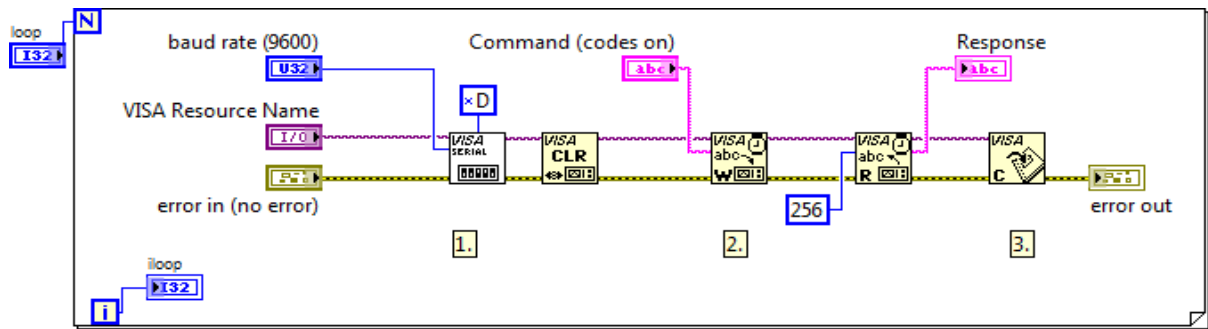 loop
N
I32
baud rate (9600)
U32
Command (codes on)
abc
Response
abc
×D
VISA Resource Name
I/O
VISA
SERIAL
VISA
CLR
VISA
abc
W
VISA
abc
R
VISA
C
error in (no error)
256
error out
1.
2.
3.
iloop
I32
i